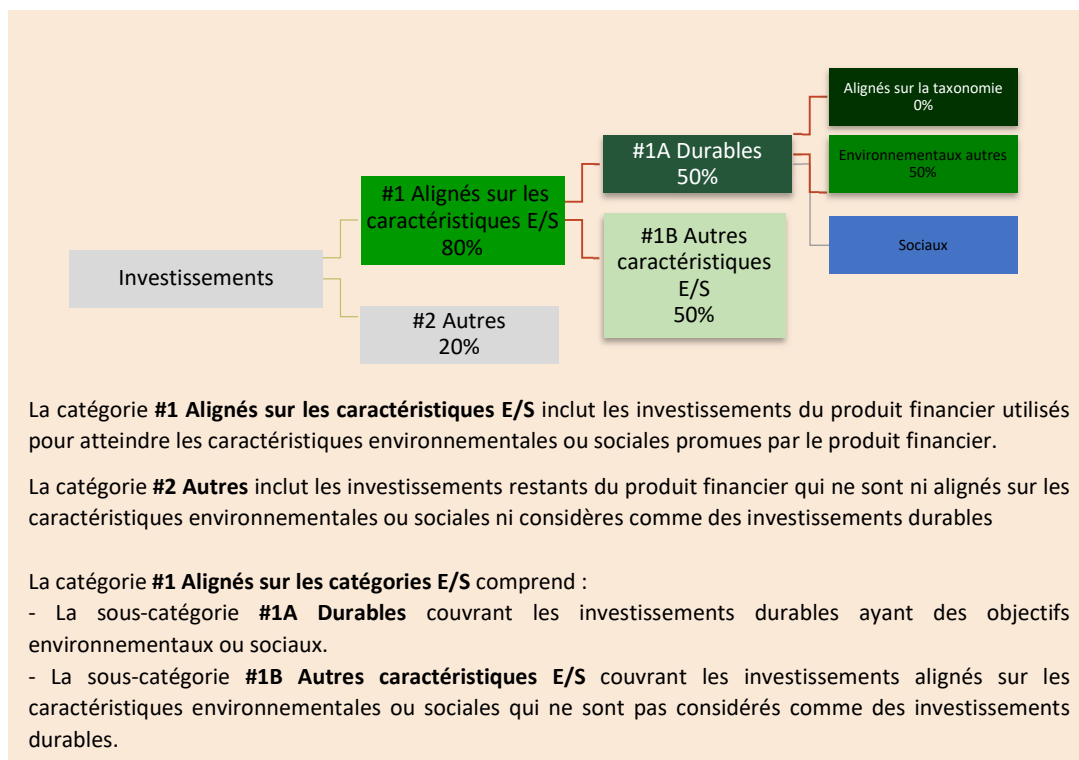 Alignés sur la taxonomie
0%
#1A Durables
50%
Environnementaux autres
50%
#1 Alignés sur les
caractéristiques E/S
80%
#1B Autres
caractéristiques
E/S
50%
Sociaux
Investissements
#2 Autres
20%
La catégorie #1 Alignés sur les caractéristiques E/S inclut les investissements du produit financier utilisés
pour atteindre les caractéristiques environnementales ou sociales promues par le produit financier.
La catégorie #2 Autres inclut les investissements restants du produit financier qui ne sont ni alignés sur les
caractéristiques environnementales ou sociales ni considères comme des investissements durables
La catégorie #1 Alignés sur les catégories E/S comprend :
- La sous-catégorie #1A Durables couvrant les investissements durables ayant des objectifs
environnementaux ou sociaux.
- La sous-catégorie #1B Autres caractéristiques E/S couvrant les investissements alignés sur les
caractéristiques environnementales ou sociales qui ne sont pas considérés comme des investissements
durables.